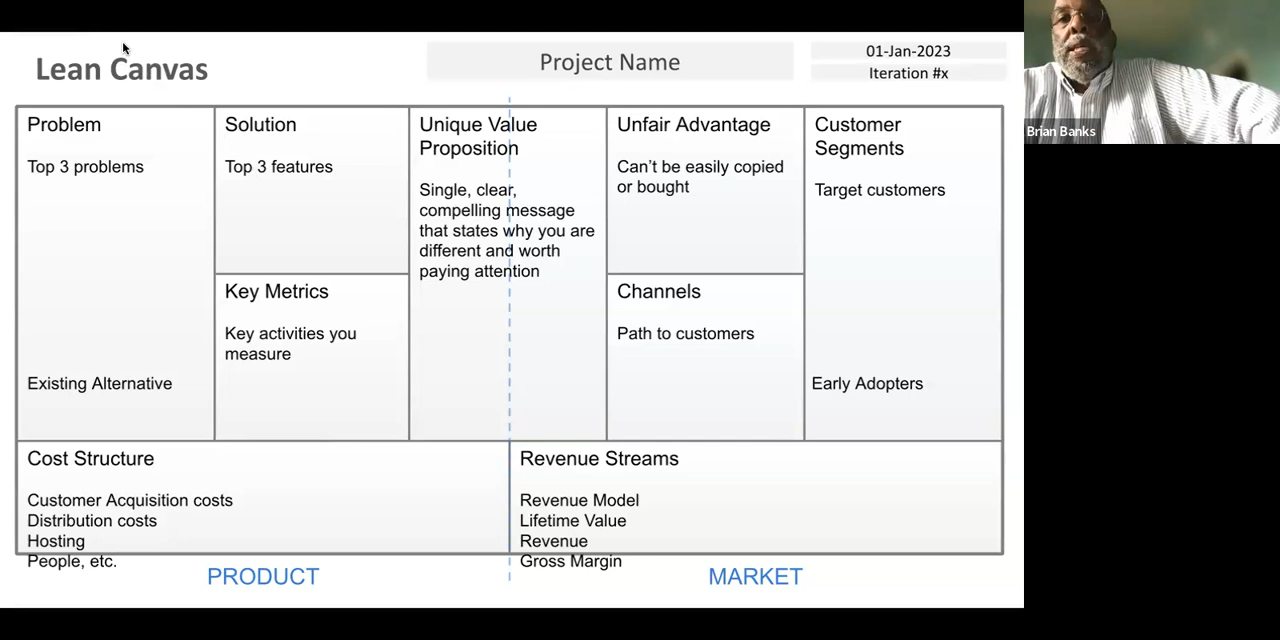 Lean Canvas
Project Name
01-Jan-2023
Iteration #x
Brian Banks
Problem
Top 3 problems
Existing Alternative
Solution
Top 3 features
Key Metrics
Key activities you
measure
Unique Value
Proposition
Single, clear,
compelling message
that states why you are
different and worth
paying attention
Unfair Advantage
Can’t be easily copied
or bought
Channels
Path to customers
Customer
Segments
Target customers
Early Adopters
Cost Structure
Customer Acquisition costs
Distribution costs
Hosting
People, etc.
Revenue Streams
Revenue Model
Lifetime Value
Revenue
Gross Margin
PRODUCT
MARKET